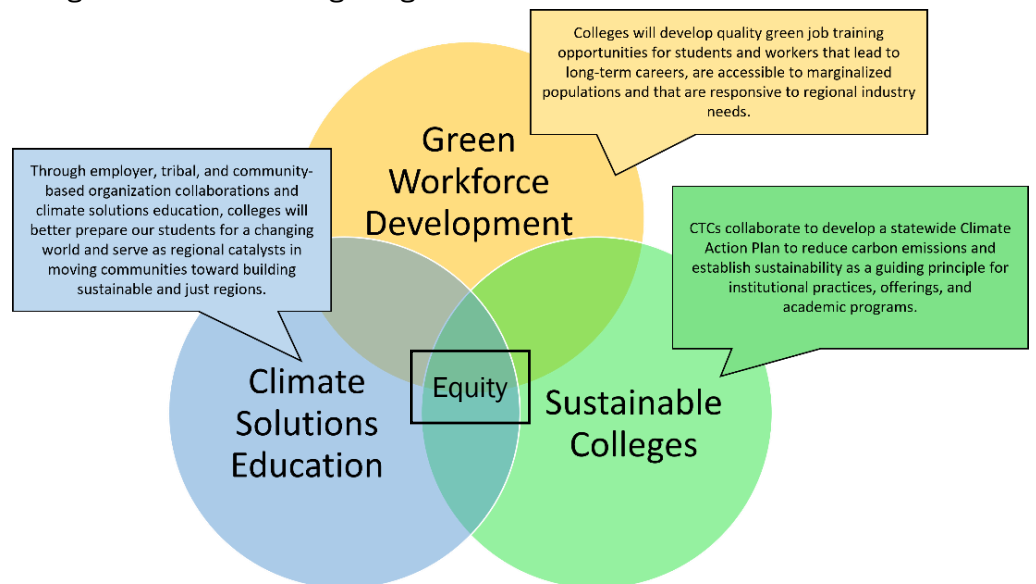 Colleges will develop quality green job training
opportunities for students and workers that lead to
long-term careers, are accessible to marginalized
populations and that are responsive to regional industry
needs.
Green
Workforce
Development
Through employer, tribal, and community-
based organization collaborations and
climate solutions education, colleges will
better prepare our students for a changing
world and serve as regional catalysts in
moving communities toward building
sustainable and just regions.
CTCs collaborate to develop a statewide Climate
Action Plan to reduce carbon emissions and
establish sustainability as a guiding principle for
institutional practices, offerings, and
academic programs.
Climate
Solutions
Education
Equity
Sustainable
Colleges